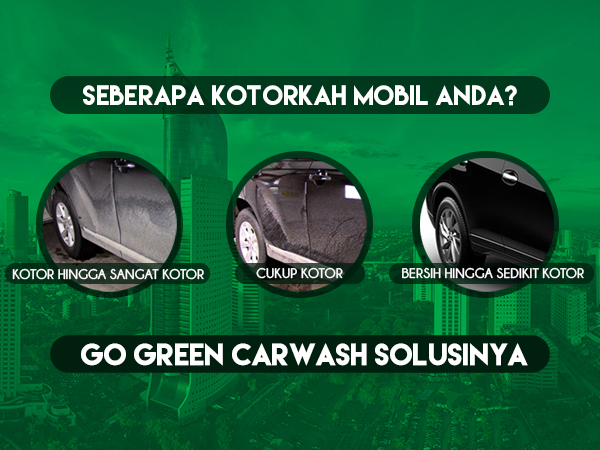 SEBERAPA KOTORKAH MOBIL ANDA?
KOTOR HINGGA SANGAT KOTOR
CUKUP KOTOR
BERSIH HINGGA SEDIKIT KOTOR
GO GREEN CARWASH SOLUSINYA